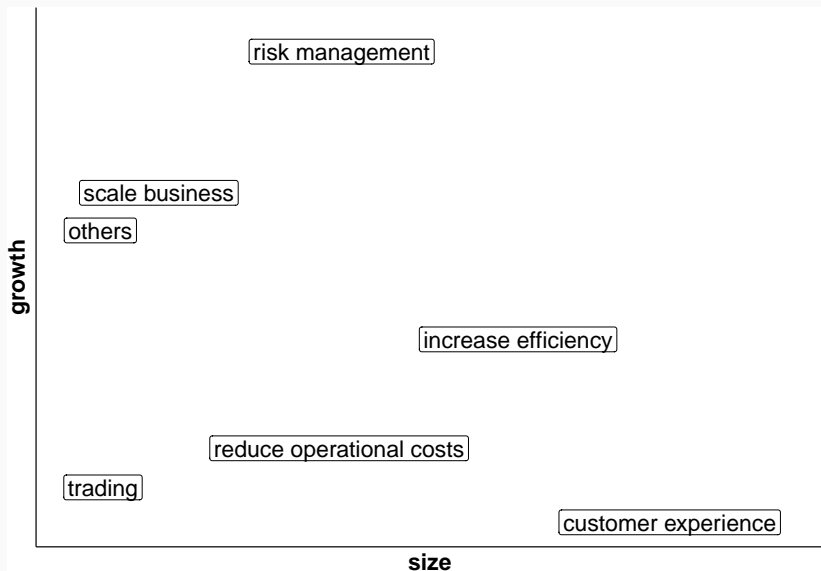 risk management
scale business
others
growth
increase efficiency
reduce operational costs
trading
customer experience
size